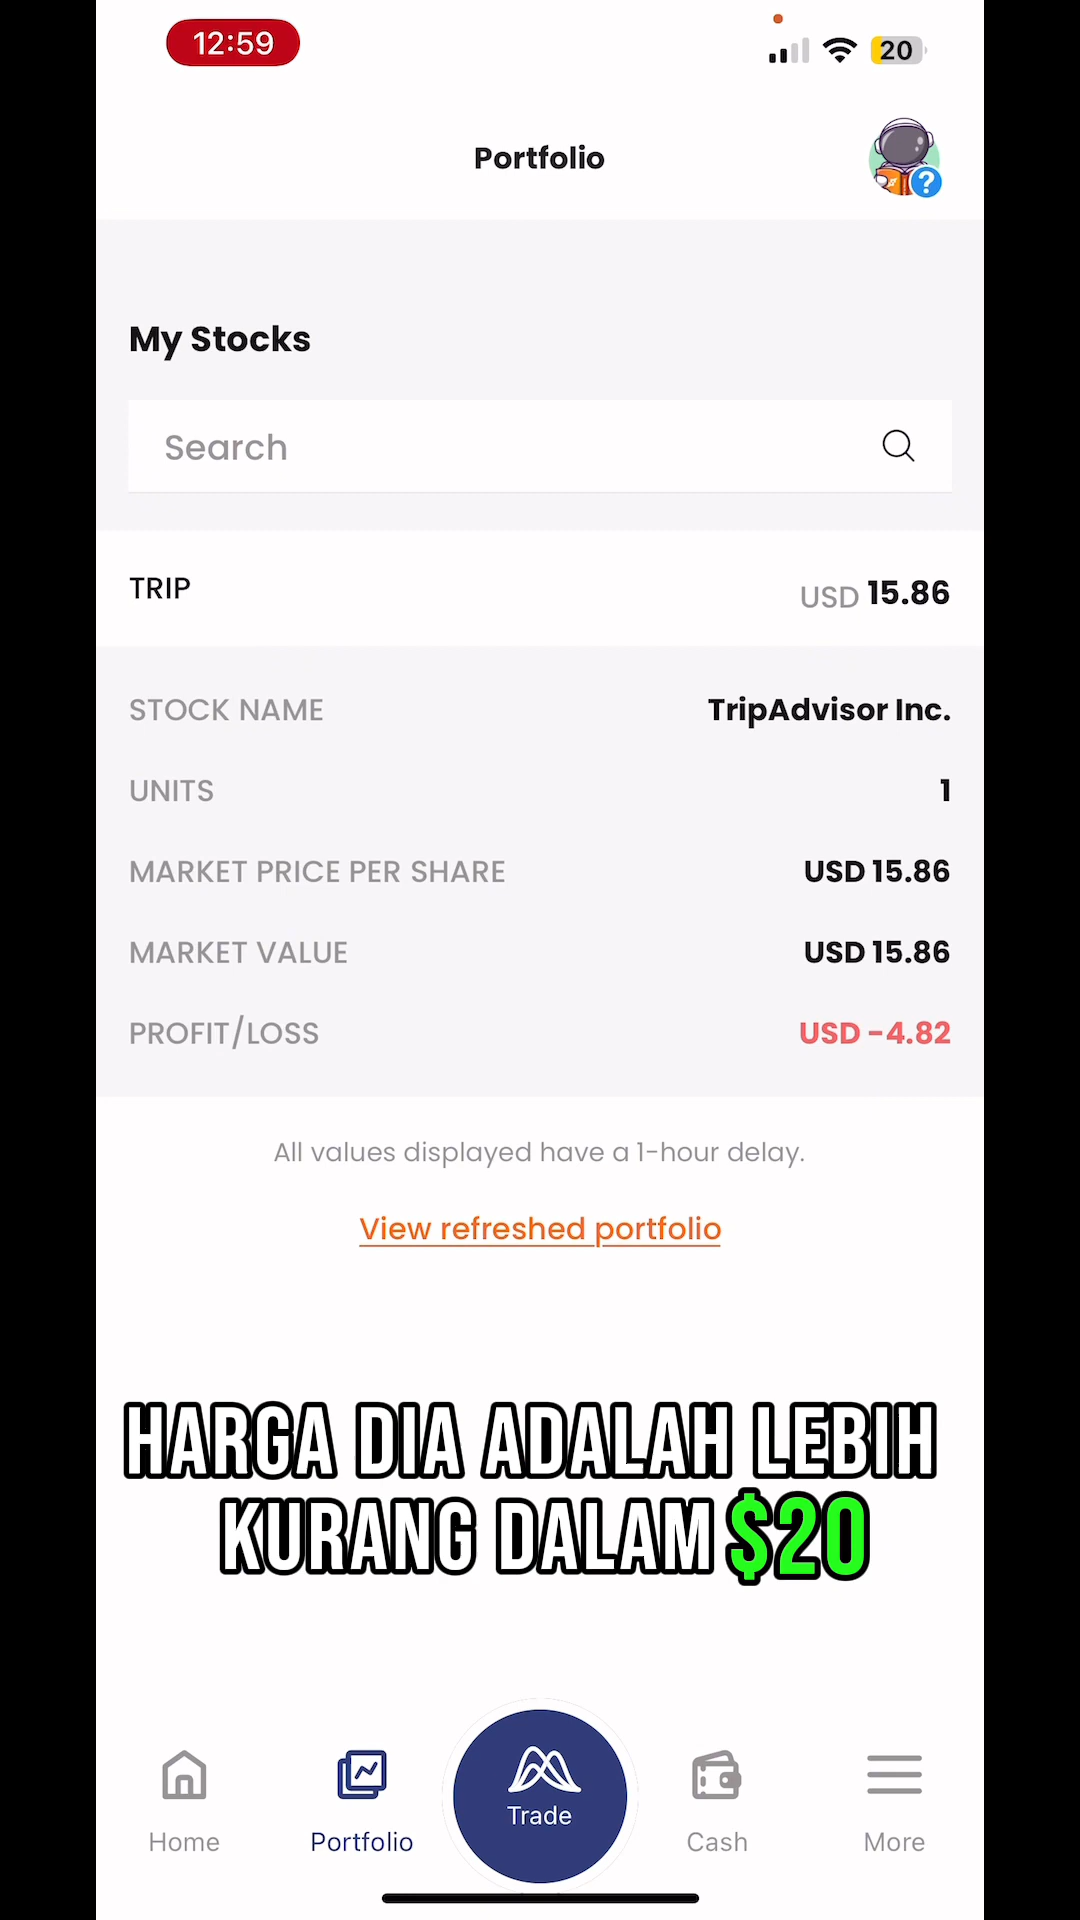 12:59
20
Portfolio
?
My Stocks
Search
TRIP USD 15.86
STOCK NAME TripAdvisor Inc.
UNITS 1
MARKET PRICE PER SHARE USD 15.86
MARKET VALUE USD 15.86
PROFIT/LOSS USD -4.82
All values displayed have a 1-hour delay.
View refreshed portfolio
HARGA DIA ADALAH LEBIH
KURANG DALAM $20
Home Portfolio Trade Cash More